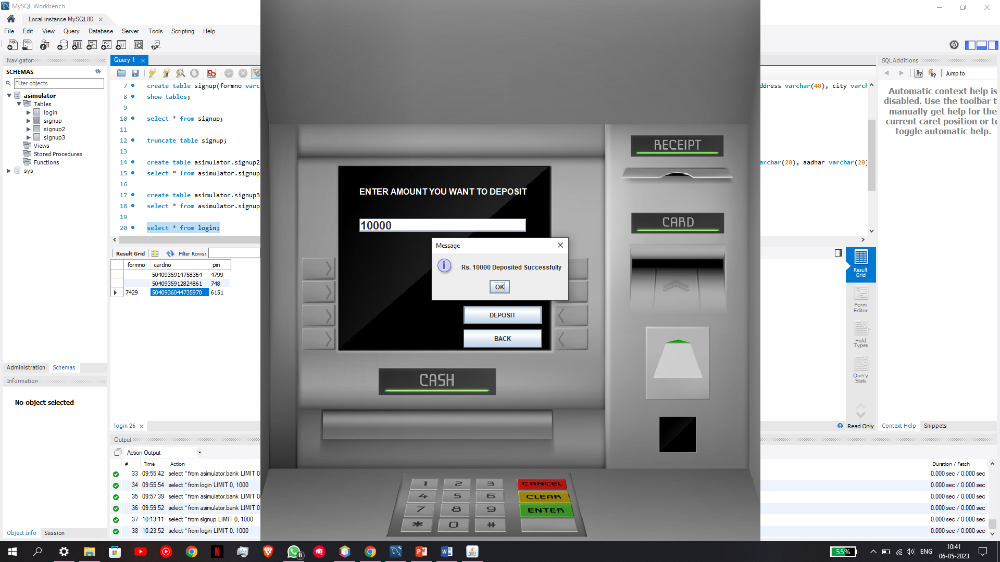 MySQL Workbench
Local instance MySQL80
File Edit View Query Database Server Tools Scripting Help
Navigator
SCHEMAS
Filter objects
asimulator
Tables
login
signup
signup2
signup3
Views
Stored Procedures
Functions
sys
Administration Schemas
Information
No object selected
Object Info Session
Query 1
7 create table signup(formno varc
8 show tables;
9
10 select * from signup;
11
12 truncate table signup;
13
14 create table asimulator.signup2
15 select * from asimulator.signup
16
17 create table asimulator.signup3
18 select * from asimulator.signup
19
20 select * from login;
ddress varchar(40), city varch
archar(20), aadhar varchar(20)
Result Grid Filter Rows:
formno cardno pin
5040935914758364 4799
5040935912824861 748
7429 5040936044735970 6151
login 26
Output
Action Output
# Time Action
33 09:55:42 select * from asimulator.bank LIMIT 0
34 09:55:54 select * from login LIMIT 0, 1000
35 09:57:39 select * from asimulator.bank LIMIT 0
36 09:59:52 select * from asimulator.bank LIMIT 0
37 10:13:11 select * from signup LIMIT 0, 1000
38 10:23:52 select * from login LIMIT 0, 1000
ENTER AMOUNT YOU WANT TO DEPOSIT
10000
Message
Rs. 10000 Deposited Successfully
OK
DEPOSIT
BACK
CASH
RECEIPT
CARD
1 2 3 CANCEL
4 5 6 CLEAR
7 8 9 ENTER
* 0 #
Result
Grid
Form
Editor
Field
Types
Query
Stats
Read Only
SQLAdditions
Jump to
Automatic context help is
disabled. Use the toolbar t
manually get help for the
current caret position or to
toggle automatic help.
Context Help Snippets
Duration / Fetch
0.000 sec / 0.000 sec
0.000 sec / 0.000 sec
0.000 sec / 0.000 sec
0.000 sec / 0.000 sec
0.000 sec / 0.000 sec
0.000 sec / 0.000 sec
8
55%
ENG
10:41
06-05-2023